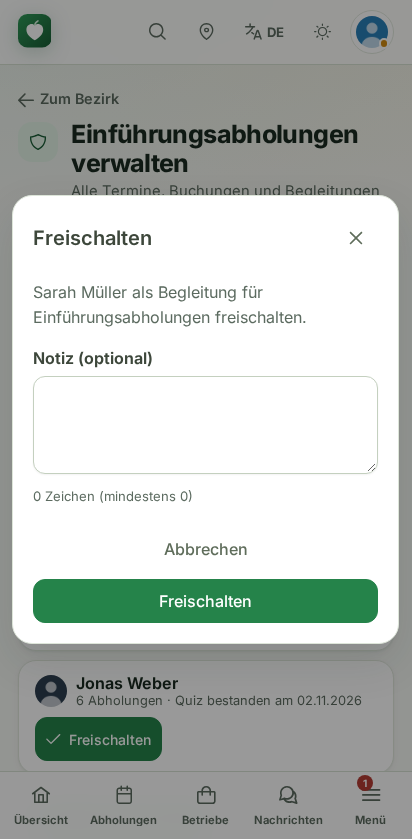 DE
Zum Bezirk
Einführungsabholungen
verwalten
Alle Termine, Buchungen und Begleitungen
Freischalten
Sarah Müller als Begleitung für
Einführungsabholungen freischalten.
Notiz (optional)
0 Zeichen (mindestens 0)
Abbrechen
Freischalten
Jonas Weber
6 Abholungen · Quiz bestanden am 02.11.2026
Freischalten
1
Übersicht
Abholungen
Betriebe
Nachrichten
Menü